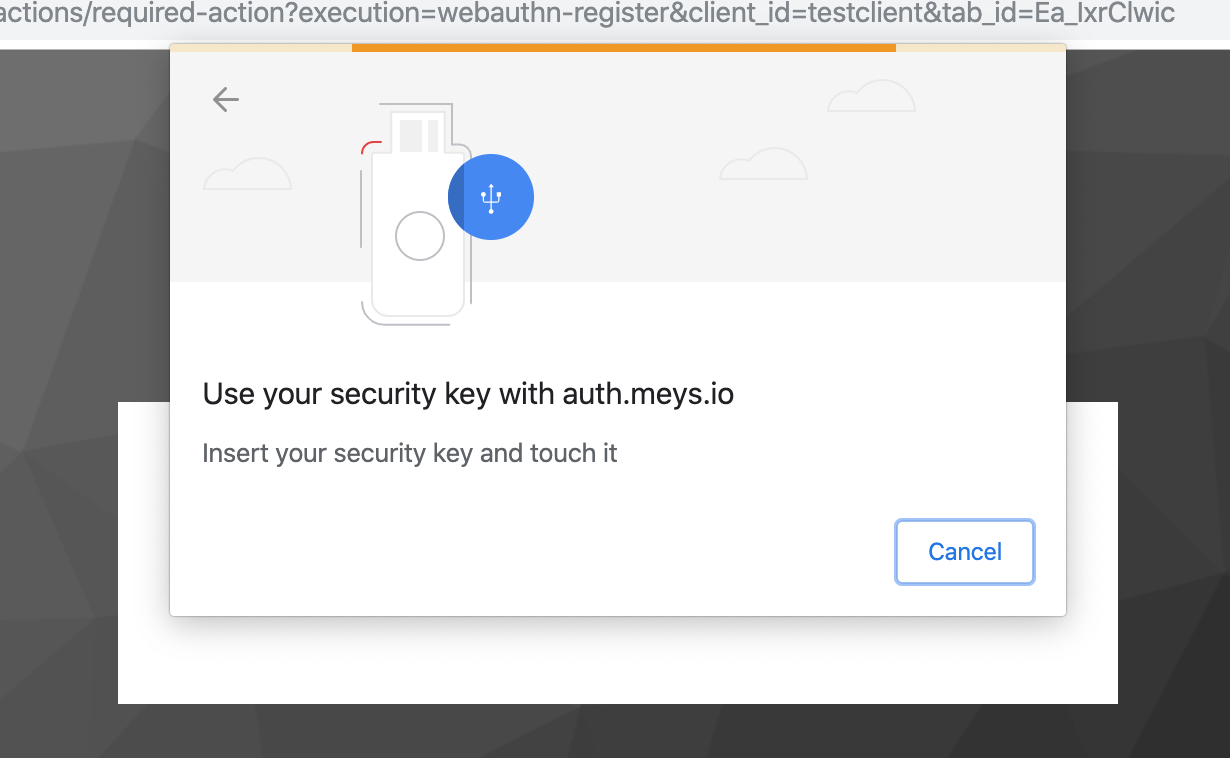 actions/required-action?execution=webauthn-register&client_id=testclient&tab_id=Ea_IxrClwic
Use your security key with auth.meys.io
Insert your security key and touch it
Cancel